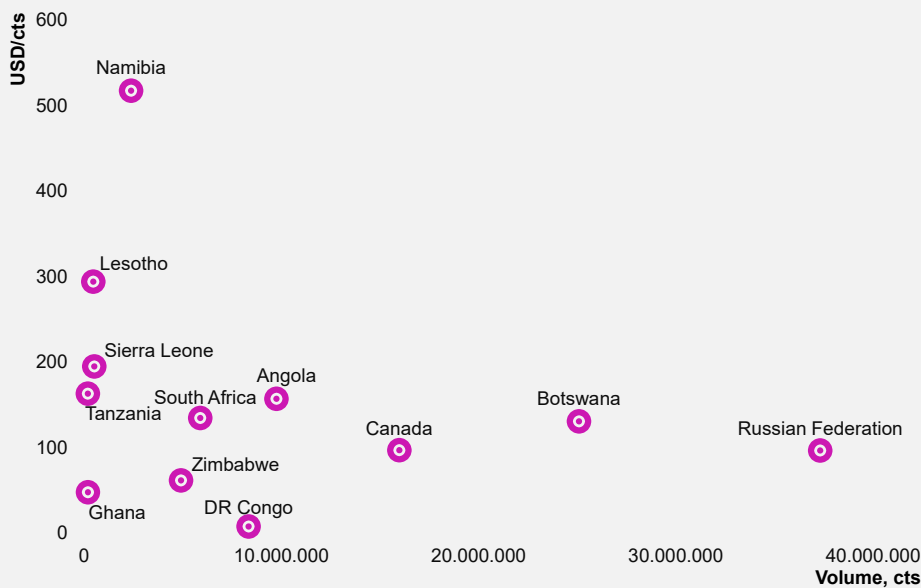 600
USD/cts
Namibia
500
400
Lesotho
300
Sierra Leone
200
Angola
South Africa
Tanzania
Botswana
Canada
Russian Federation
100
Zimbabwe
DR Congo
Ghana
0
0 10.000.000 20.000.000 30.000.000 40.000.000
Volume, cts